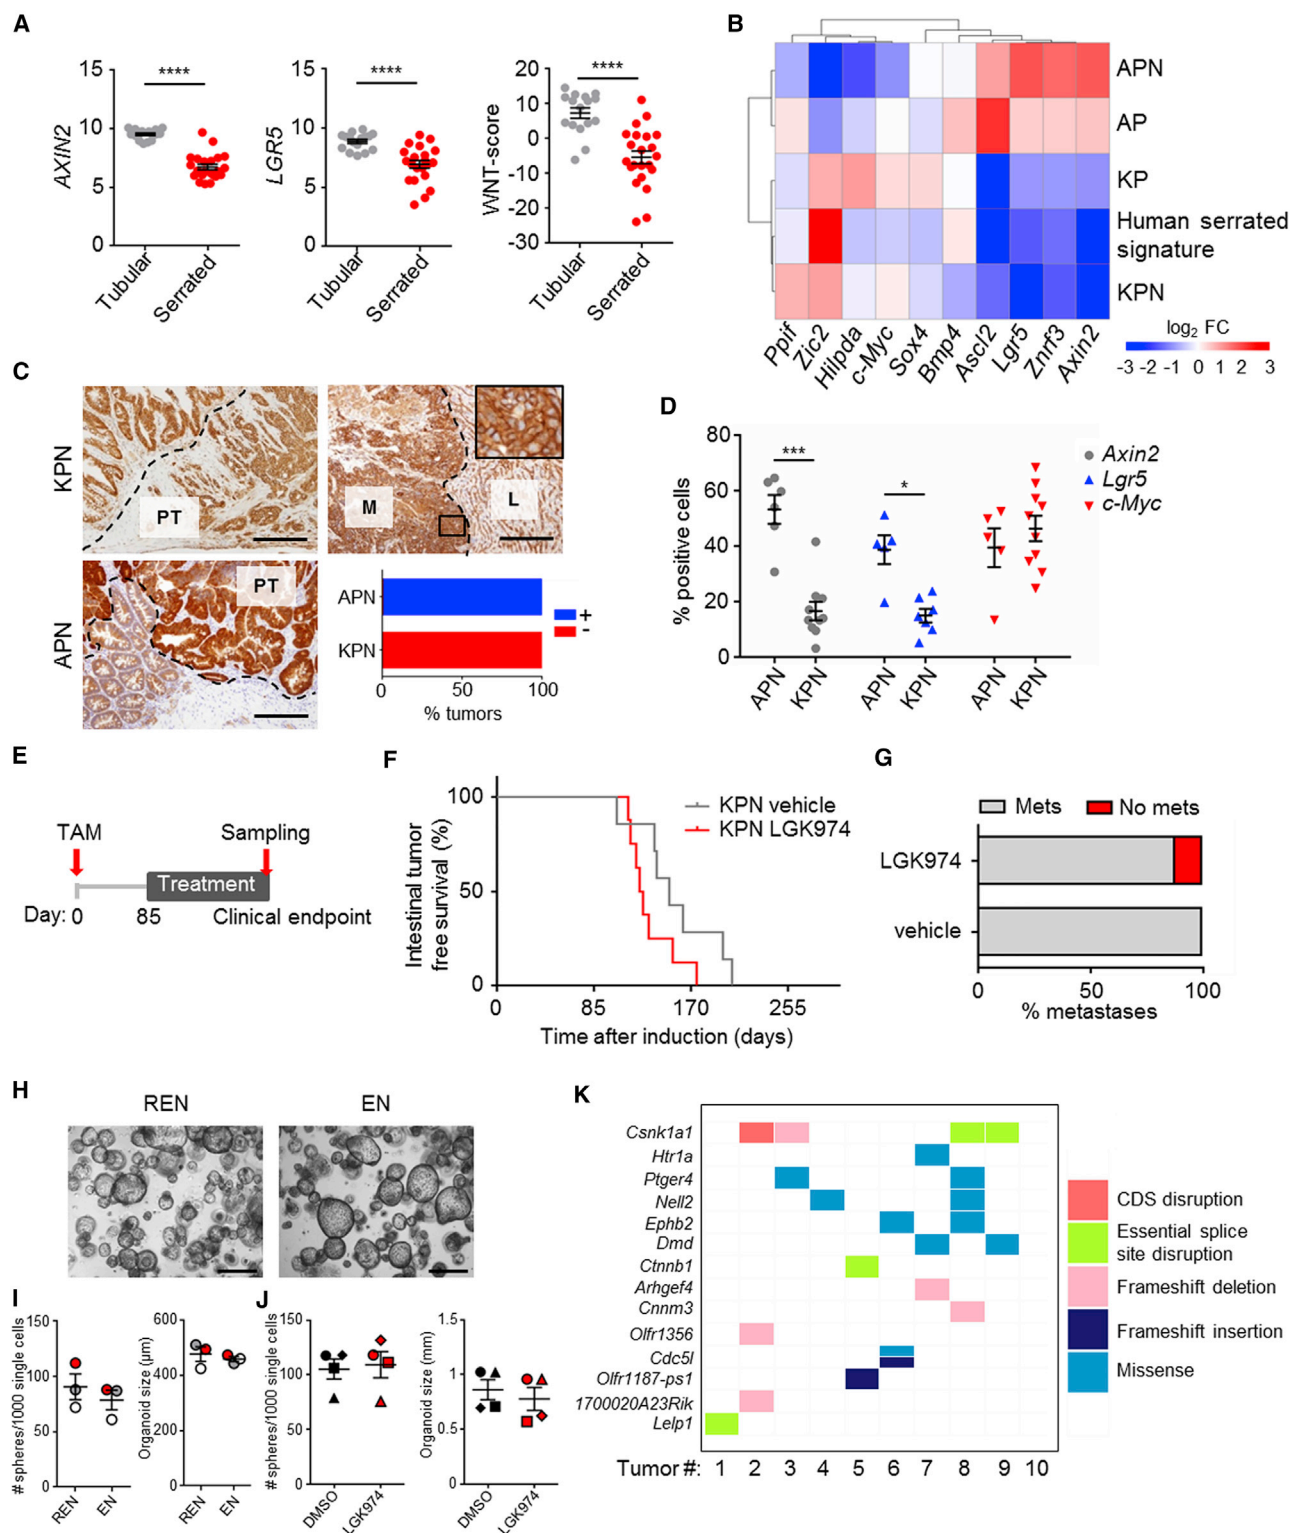 A
AXIN2
15
10
5
0
****
Tubular
Serrated
LGR5
15
10
5
0
****
Tubular
Serrated
WNT-score
20
10
0
-10
-20
-30
****
Tubular
Serrated
B
APN
AP
KP
Human serrated
signature
KPN
Ppif
Zic2
Hilpda
c-Myc
Sox4
Bmp4
Ascl2
Lgr5
Znrf3
Axin2
log2 FC
-3 -2 -1 0 1 2 3
C
KPN
PT
M
L
APN
PT
APN
KPN
+
-
0 50 100
% tumors
D
% positive cells
80
60
40
20
0
***
*
Axin2
Lgr5
c-Myc
APN
KPN
APN
KPN
APN
KPN
E
TAM
Sampling
Treatment
Day: 0 85 Clinical endpoint
F
Intestinal tumor
free survival (%)
100
50
0
KPN vehicle
KPN LGK974
0 85 170 255
Time after induction (days)
G
Mets No mets
LGK974
vehicle
0 50 100
% metastases
H
REN
EN
I
# spheres/1000 single cells
150
100
50
0
REN
EN
Organoid size (µm)
600
400
200
0
REN
EN
J
# spheres/1000 single cells
150
100
50
0
DMSO
LGK974
Organoid size (mm)
1.5
1
0.5
0
DMSO
LGK974
K
Csnk1a1
Htr1a
Ptger4
Nell2
Ephb2
Dmd
Ctnnb1
Arhgef4
Cnnm3
Olfr1356
Cdc5l
Olfr1187-ps1
1700020A23Rik
Lelp1
Tumor #: 1 2 3 4 5 6 7 8 9 10
CDS disruption
Essential splice
site disruption
Frameshift deletion
Frameshift insertion
Missense